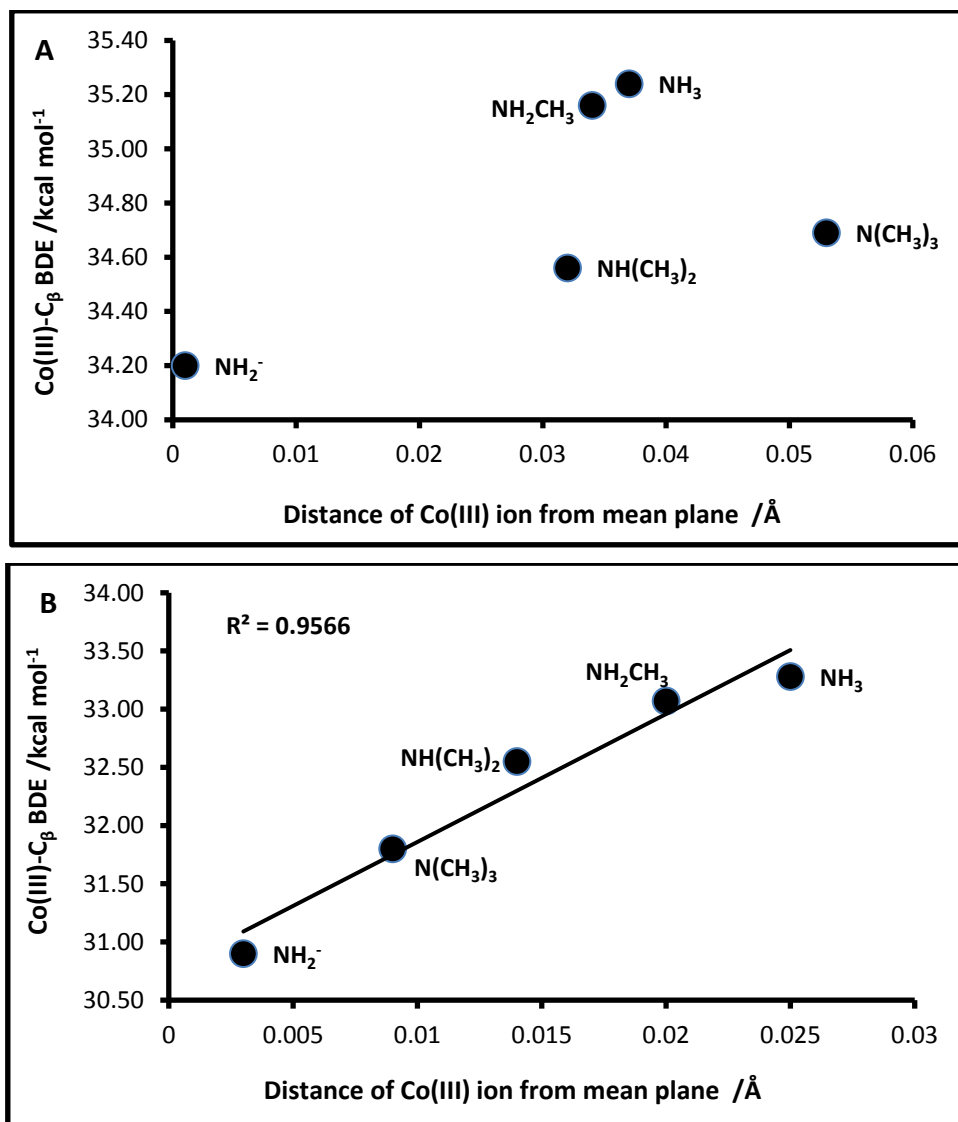 A
Co(III)-Cᵦ BDE /kcal mol⁻¹
35.40
35.20
35.00
34.80
34.60
34.40
34.20
34.00
NH₃
NH₂CH₃
N(CH₃)₃
NH(CH₃)₂
NH₂⁻
0 0.01 0.02 0.03 0.04 0.05 0.06
Distance of Co(III) ion from mean plane /Å
B
Co(III)-Cᵦ BDE /kcal mol⁻¹
34.00
33.50
33.00
32.50
32.00
31.50
31.00
30.50
R² = 0.9566
NH₂CH₃
NH₃
NH(CH₃)₂
N(CH₃)₃
NH₂⁻
0 0.005 0.01 0.015 0.02 0.025 0.03
Distance of Co(III) ion from mean plane /Å